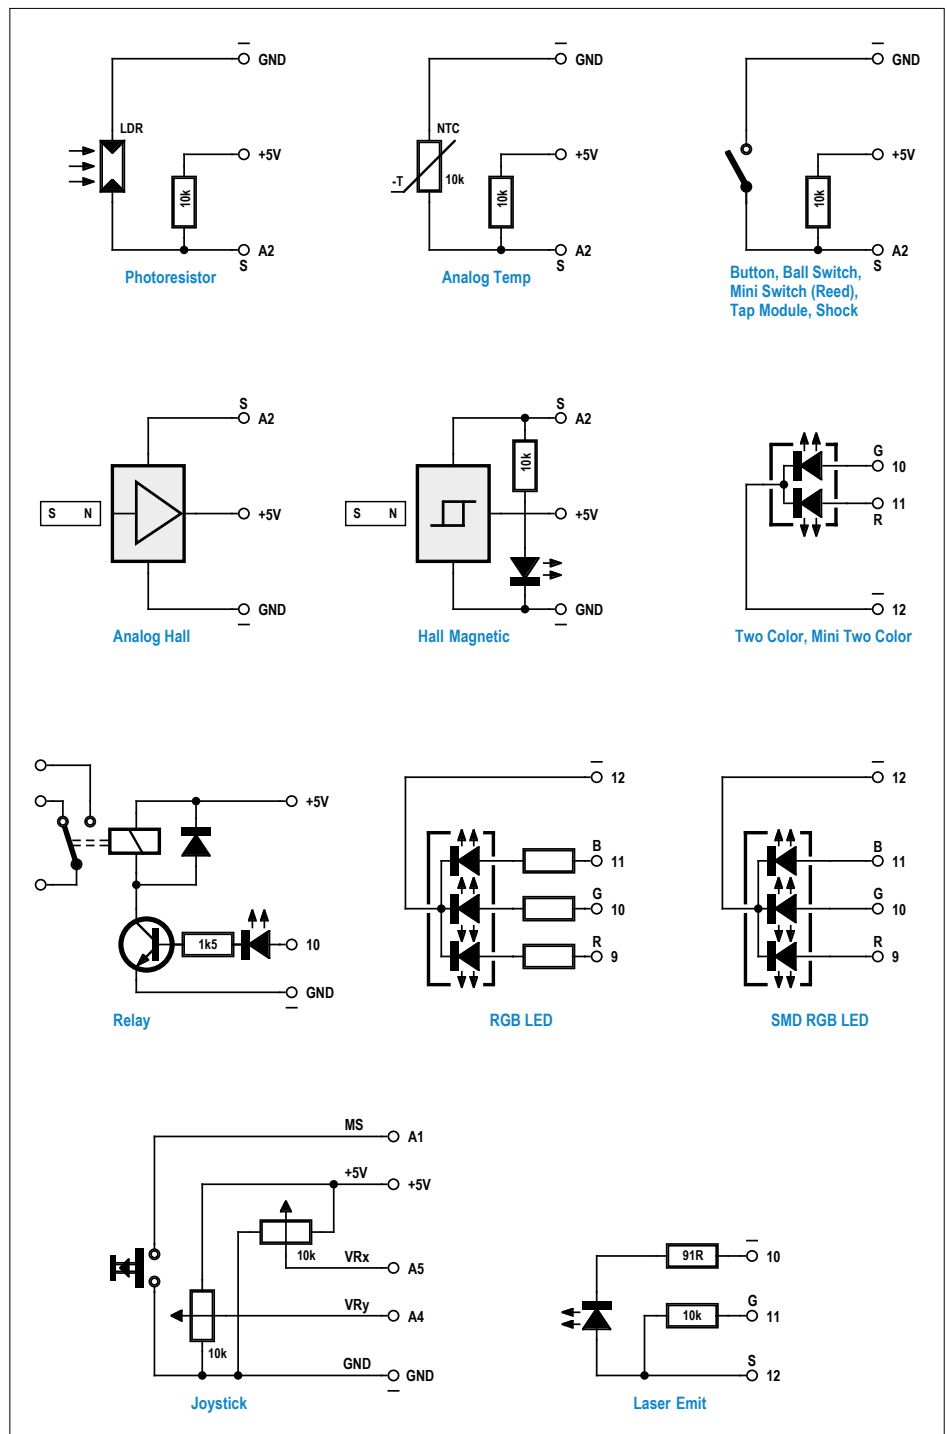 GND
LDR
+5V
10k
A2
S
Photoresistor
GND
NTC
+5V
-T
10k
10k
A2
S
Analog Temp
GND
+5V
10k
A2
S
Button, Ball Switch,
Mini Switch (Reed),
Tap Module, Shock
S
A2
S N
+5V
GND
Analog Hall
S
A2
10k
S N
+5V
GND
Hall Magnetic
G
10
11
R
12
Two Color, Mini Two Color
+5V
1k5
10
GND
Relay
12
B
11
G
10
R
9
RGB LED
12
B
11
G
10
R
9
SMD RGB LED
MS
A1
+5V
+5V
10k
VRx
A5
VRy
A4
10k
GND
GND
Joystick
91R
10
G
10k
11
S
12
Laser Emit